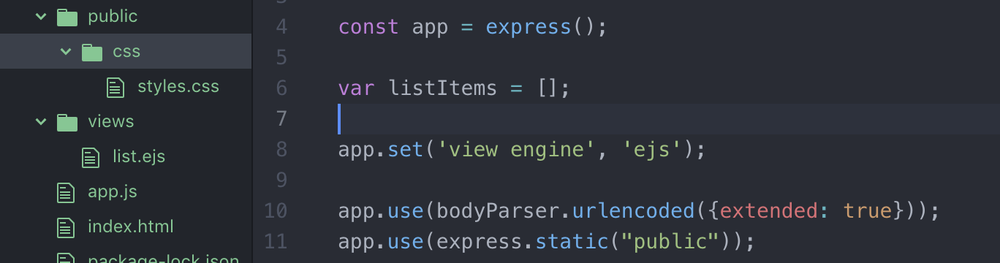 public
css
styles.css
views
list.ejs
app.js
index.html
package-lock.json
4 const app = express();
5
6 var listItems = [];
7
8 app.set('view engine', 'ejs');
9
10 app.use(bodyParser.urlencoded({extended: true}));
11 app.use(express.static("public"));